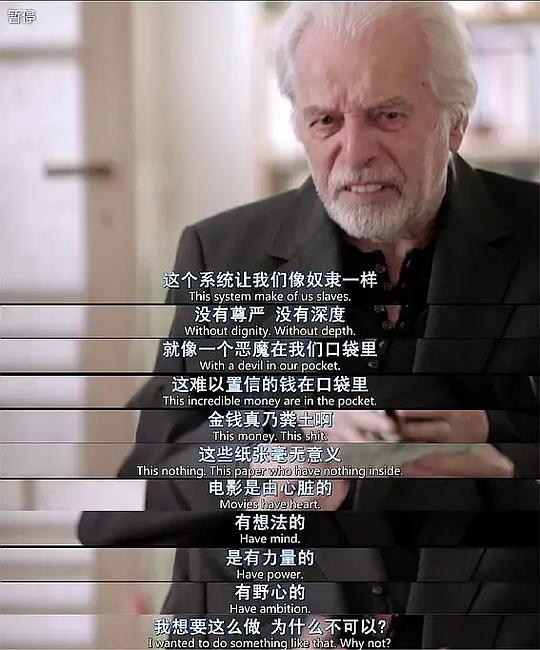 暂停
这个系统让我们像奴隶一样
This system make of us slaves.
没有尊严 没有深度
Without dignity. Without depth.
就像一个恶魔在我们口袋里
With a devil in our pocket.
这难以置信的钱在口袋里
This incredible money are in the pocket.
金钱真乃粪土啊
This money. This shit.
这些纸张毫无意义
This nothing. This paper who have nothing inside.
电影是由心脏的
Movies have heart.
有想法的
Have mind.
是有力量的
Have power.
有野心的
Have ambition.
我想要这么做 为什么不可以?
I wanted to do something like that. Why not?